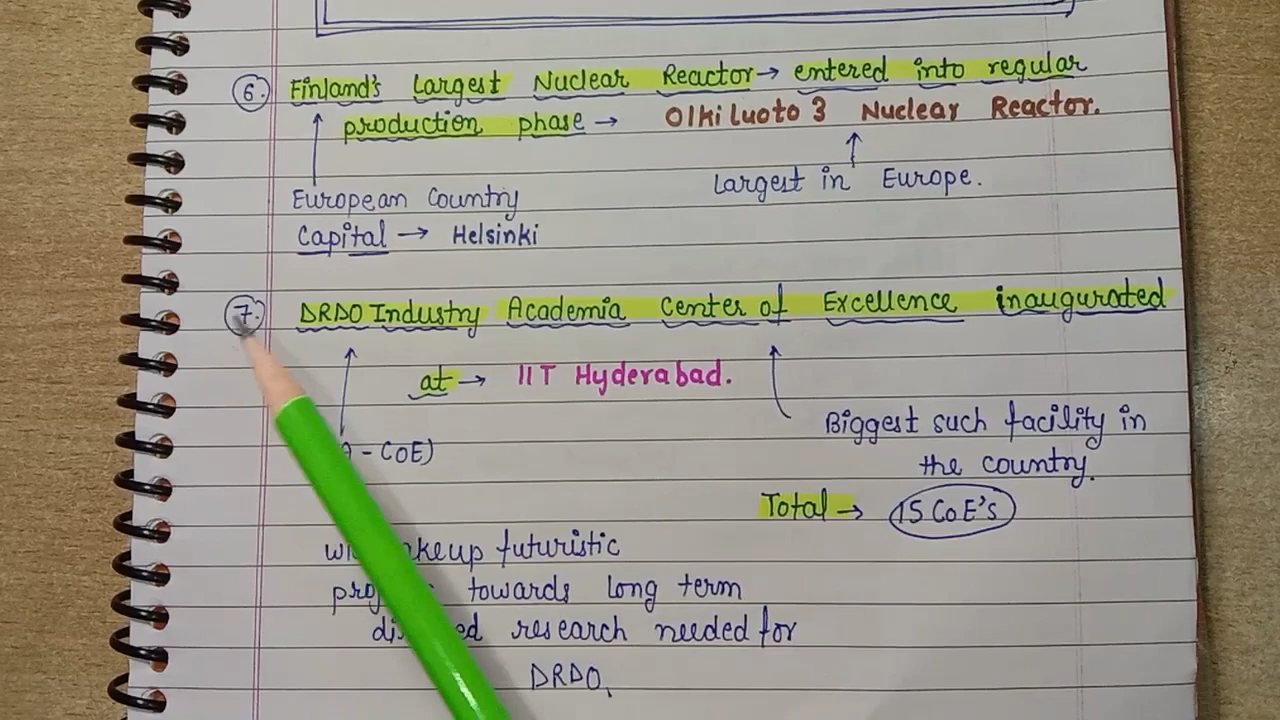 6. Finland's Largest Nuclear Reactor → entered into regular
production phase → Olkiluoto 3 Nuclear Reactor.
Largest in Europe.
European Country
Capital → Helsinki
7. DRDO Industry Academia Center of Excellence inaugurated
at → IIT Hyderabad.
- COE)
Biggest such facility in
the country.
Total → 15 COE's
futuristic
towards long term
research needed for
DRDO.